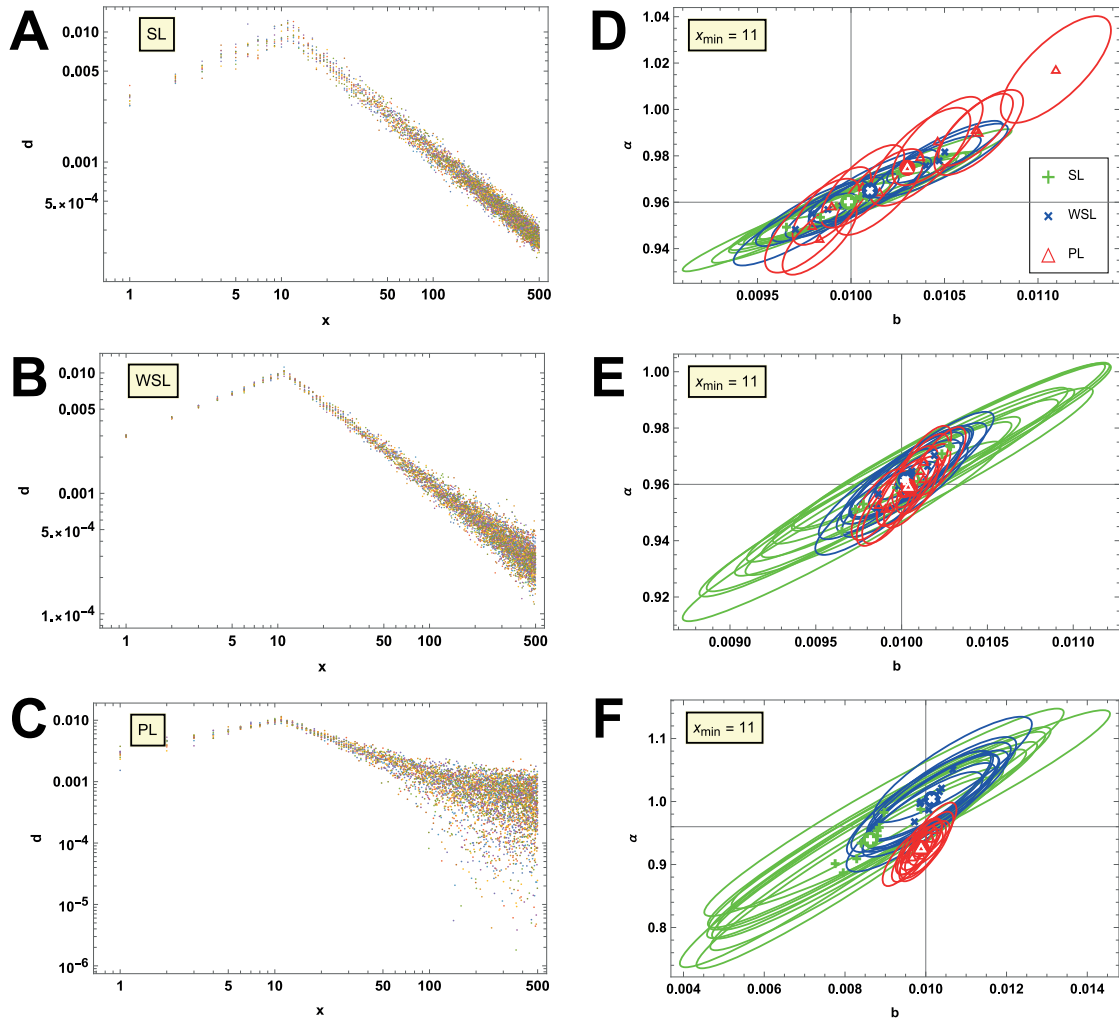 A
SL
0.010
0.005
0.001
5.×10⁻⁴
d
1
5
10
50
100
500
x
D
x_min = 11
1.04
1.02
1.00
0.98
0.96
0.94
α
0.0095
0.0100
0.0105
0.0110
b
SL
WSL
PL
B
WSL
0.010
0.005
0.001
5.×10⁻⁴
1.×10⁻⁴
d
1
5
10
50
100
500
x
E
x_min = 11
1.00
0.98
0.96
0.94
0.92
α
0.0090
0.0095
0.0100
0.0105
0.0110
b
C
PL
0.010
0.001
10⁻⁴
10⁻⁵
10⁻⁶
d
1
5
10
50
100
500
x
F
x_min = 11
1.1
1.0
0.9
0.8
α
0.004
0.006
0.008
0.010
0.012
0.014
b